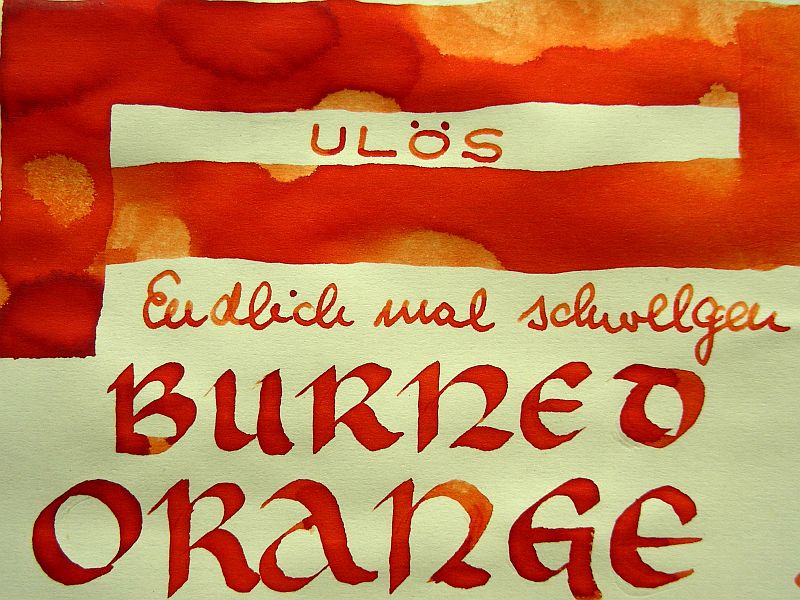 ULÖS
Endlich mal schwelgen
BURNED
ORANGE